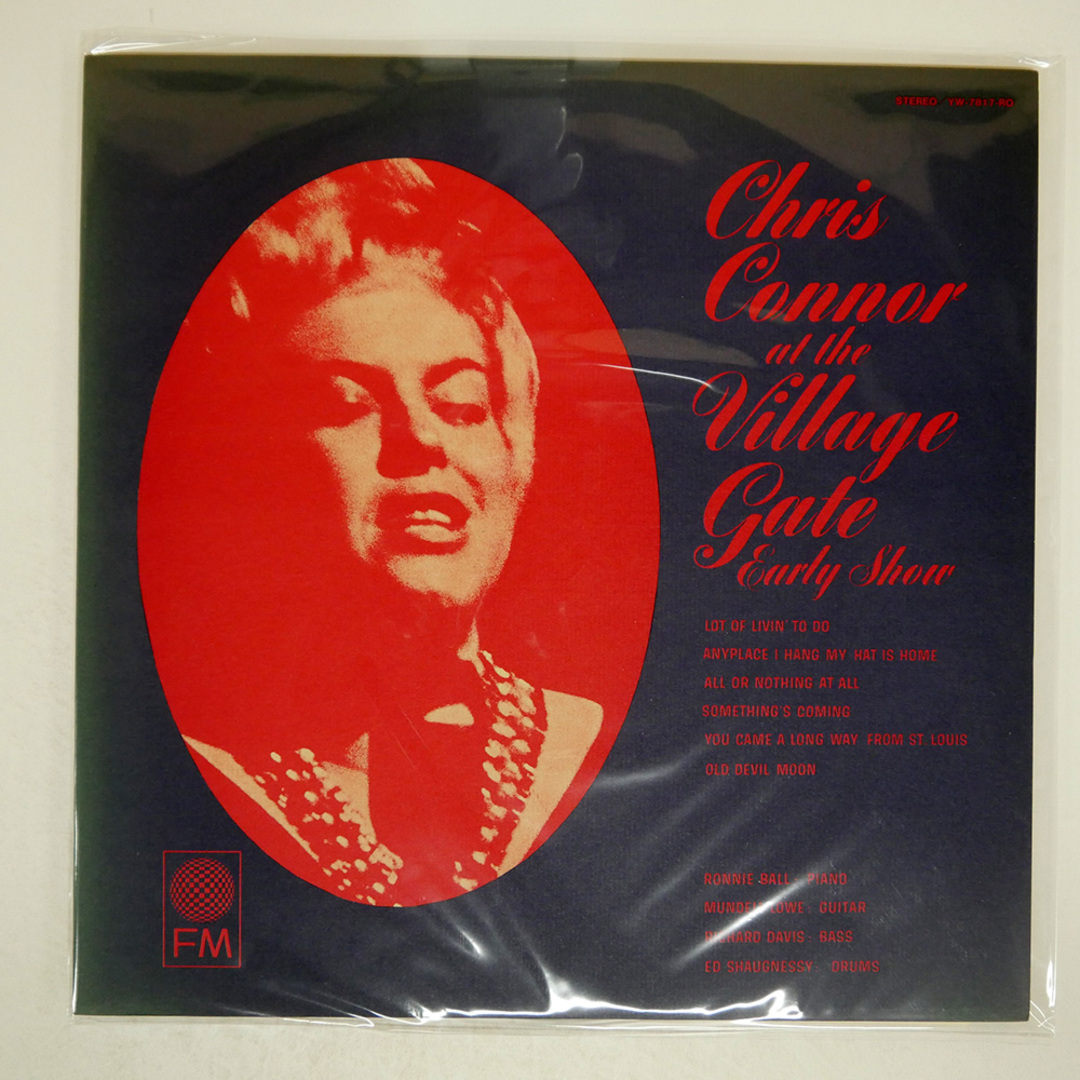 STEREO YW-7817-RO
Chris
Connor
at the
Village
Gate
Early Show
LOT OF LIVIN' TO DO
ANYPLACE I HANG MY HAT IS HOME
ALL OR NOTHING AT ALL
SOMETHING'S COMING
YOU CAME A LONG WAY FROM ST. LOUIS
OLD DEVIL MOON
RONNIE BALL - PIANO
MUNDELL LOWE : GUITAR
RICHARD DAVIS - BASS
ED SHAUGNESSY - DRUMS
FM